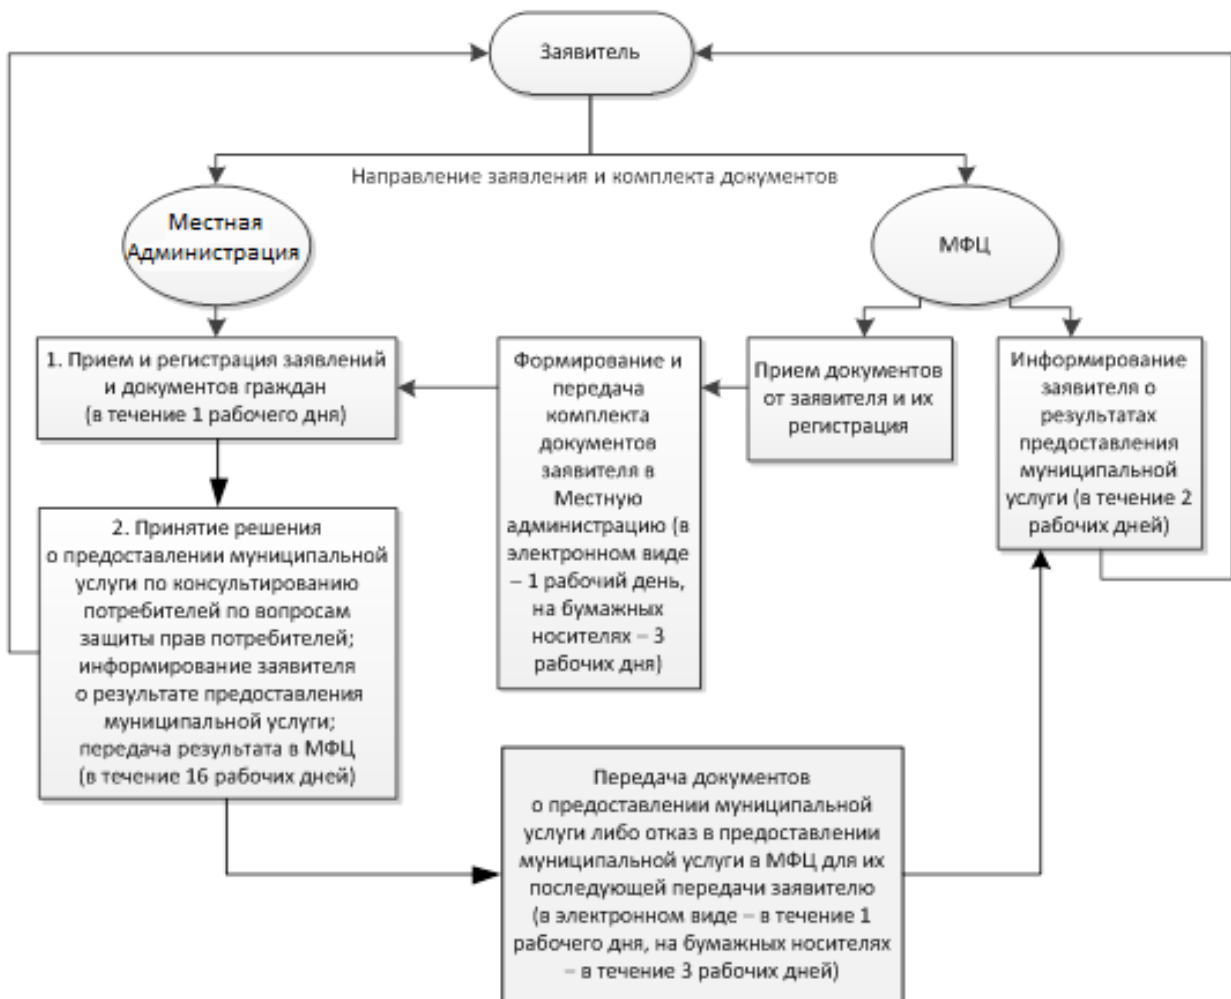 Заявитель
Направление заявления и комплекта документов
Местная
Администрация
МФЦ
1. Прием и регистрация заявлений
и документов граждан
(в течение 1 рабочего дня)
Формирование и
передача
комплекта
документов
заявителя в
Местную
администрацию (в
электронном виде
– 1 рабочий день,
на бумажных
носителях – 3
рабочих дня)
Прием документов
от заявителя и их
регистрация
Информирование
заявителя о
результатах
предоставления
муниципальной
услуги (в течение 2
рабочих дней)
2. Принятие решения
о предоставлении муниципальной
услуги по консультированию
потребителей по вопросам
защиты прав потребителей;
информирование заявителя
о результате предоставления
муниципальной услуги;
передача результата в МФЦ
(в течение 16 рабочих дней)
Передача документов
о предоставлении муниципальной
услуги либо отказ в предоставлении
муниципальной услуги в МФЦ для их
последующей передачи заявителю
(в электронном виде – в течение 1
рабочего дня, на бумажных носителях
– в течение 3 рабочих дней)